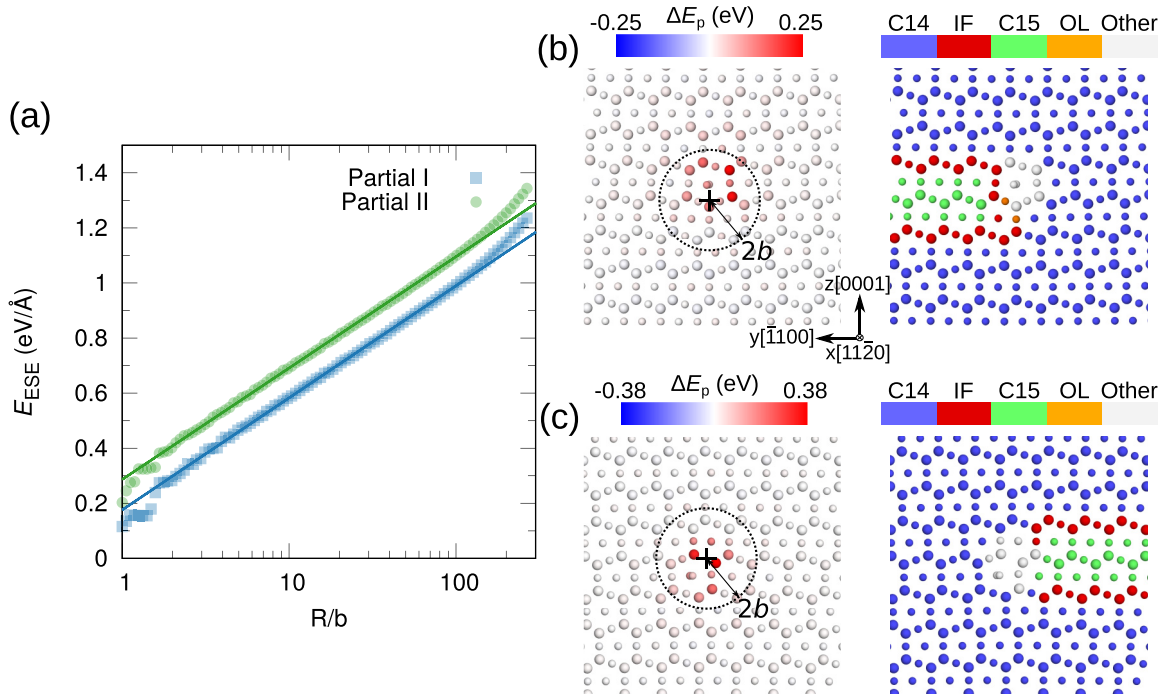 (a)
E_ESE (eV/Å)
1.4
1.2
1
0.8
0.6
0.4
0.2
0
1 10 100
R/b
Partial I
Partial II
(b)
ΔE_p (eV)
-0.25 0.25
2b
C14 IF C15 OL Other
z[0001]
y[1̅100]
x[112̅0]
(c)
ΔE_p (eV)
-0.38 0.38
2b
C14 IF C15 OL Other